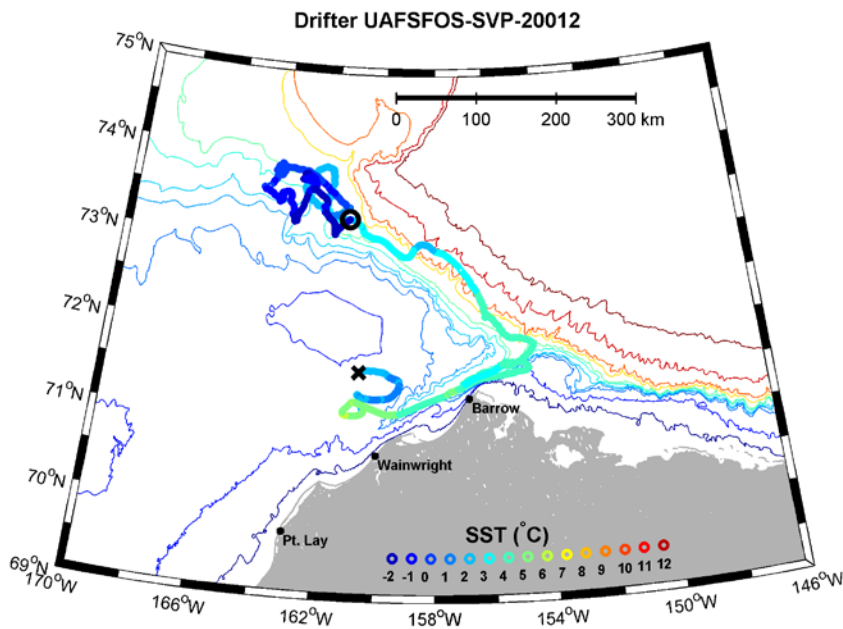 Drifter UAFSFOS-SVP-20012
75°N
74°N
73°N
72°N
71°N
70°N
69°N
0 100 200 300 km
Barrow
Wainwright
Pt. Lay
SST (°C)
-2 -1 0 1 2 3 4 5 6 7 8 9 10 11 12
170°W
166°W
162°W
158°W
154°W
150°W
146°W